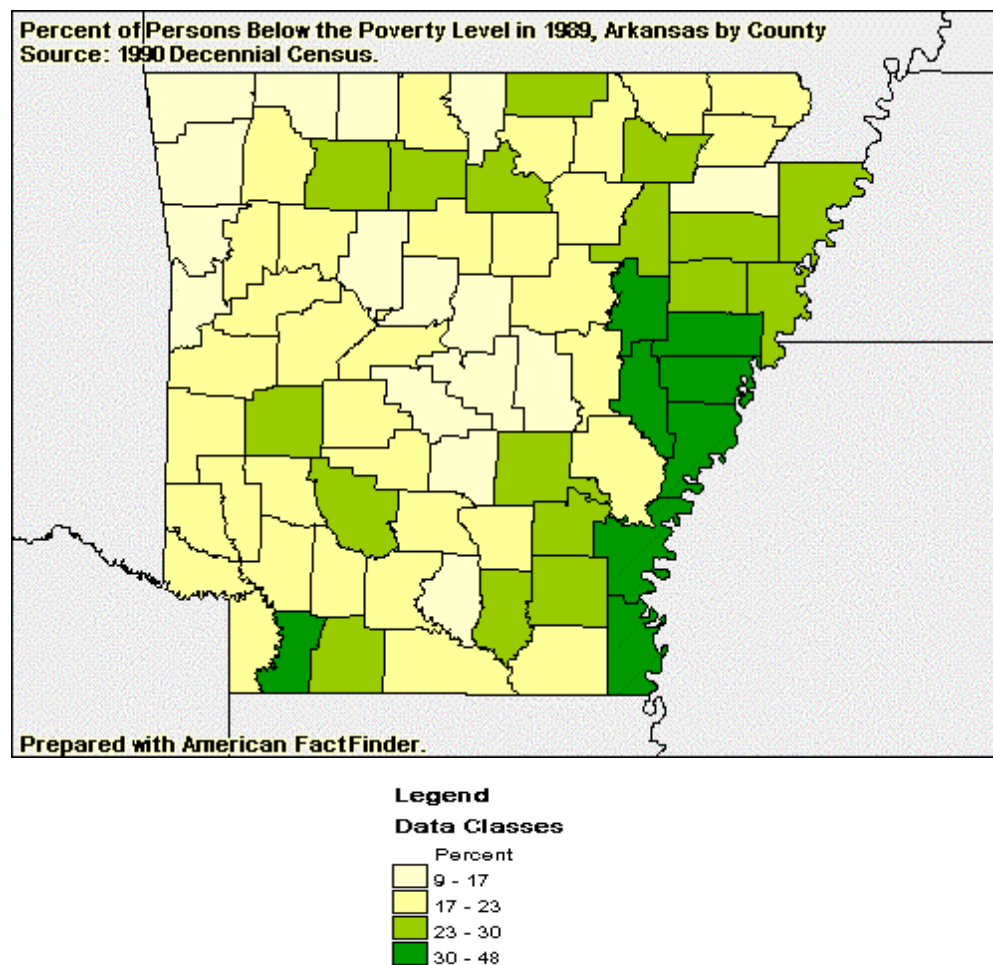 Percent of Persons Below the Poverty Level in 1989, Arkansas by County
Source: 1990 Decennial Census.
Prepared with American FactFinder.
Legend
Data Classes
Percent
9 - 17
17 - 23
23 - 30
30 - 48